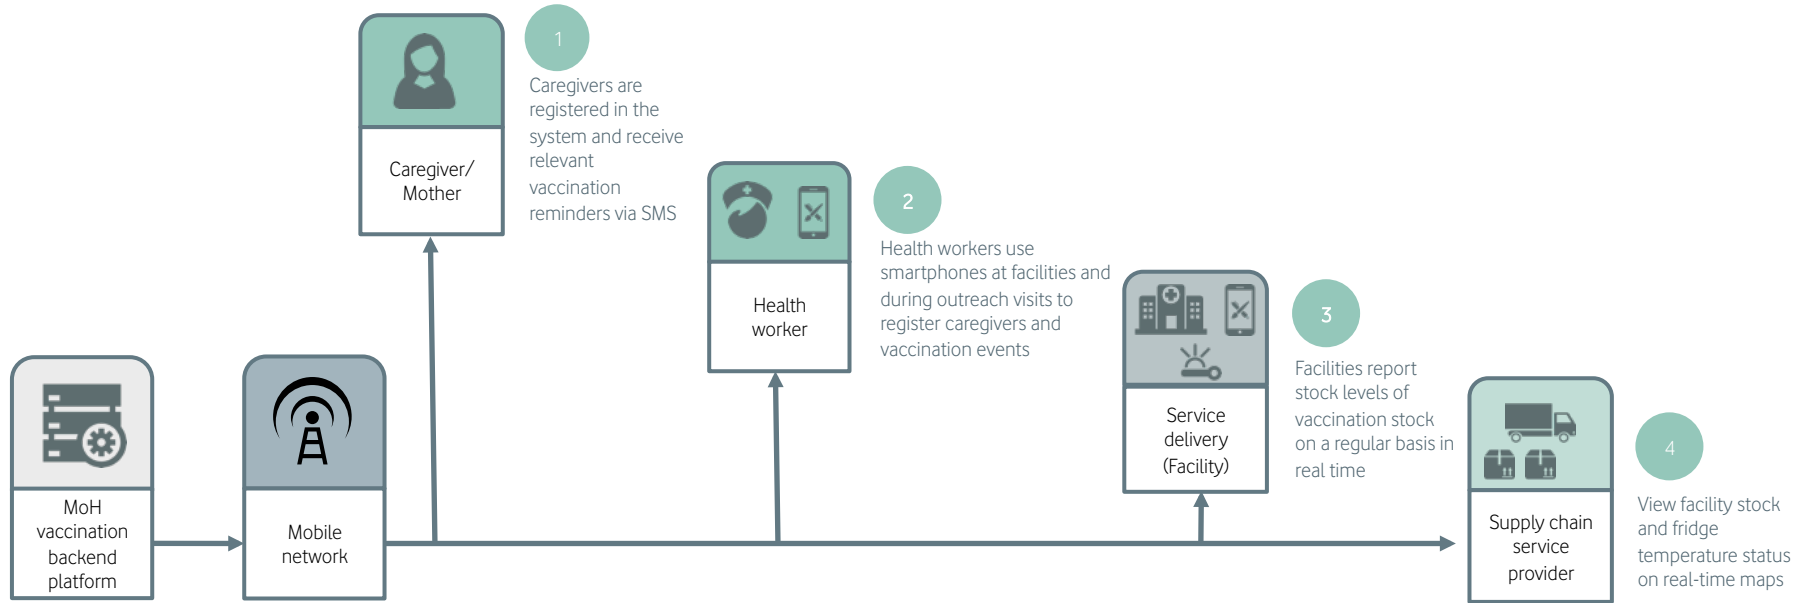 1
Caregivers are
registered in the
system and receive
relevant
vaccination
reminders via SMS
Caregiver/
Mother
2
Health workers use
smartphones at facilities and
during outreach visits to
register caregivers and
vaccination events
Health
worker
3
Facilities report
stock levels of
vaccination stock
on a regular basis in
real time
Service
delivery
(Facility)
4
View facility stock
and fridge
temperature status
on real-time maps
Supply chain
service
provider
MoH
vaccination
backend
platform
Mobile
network